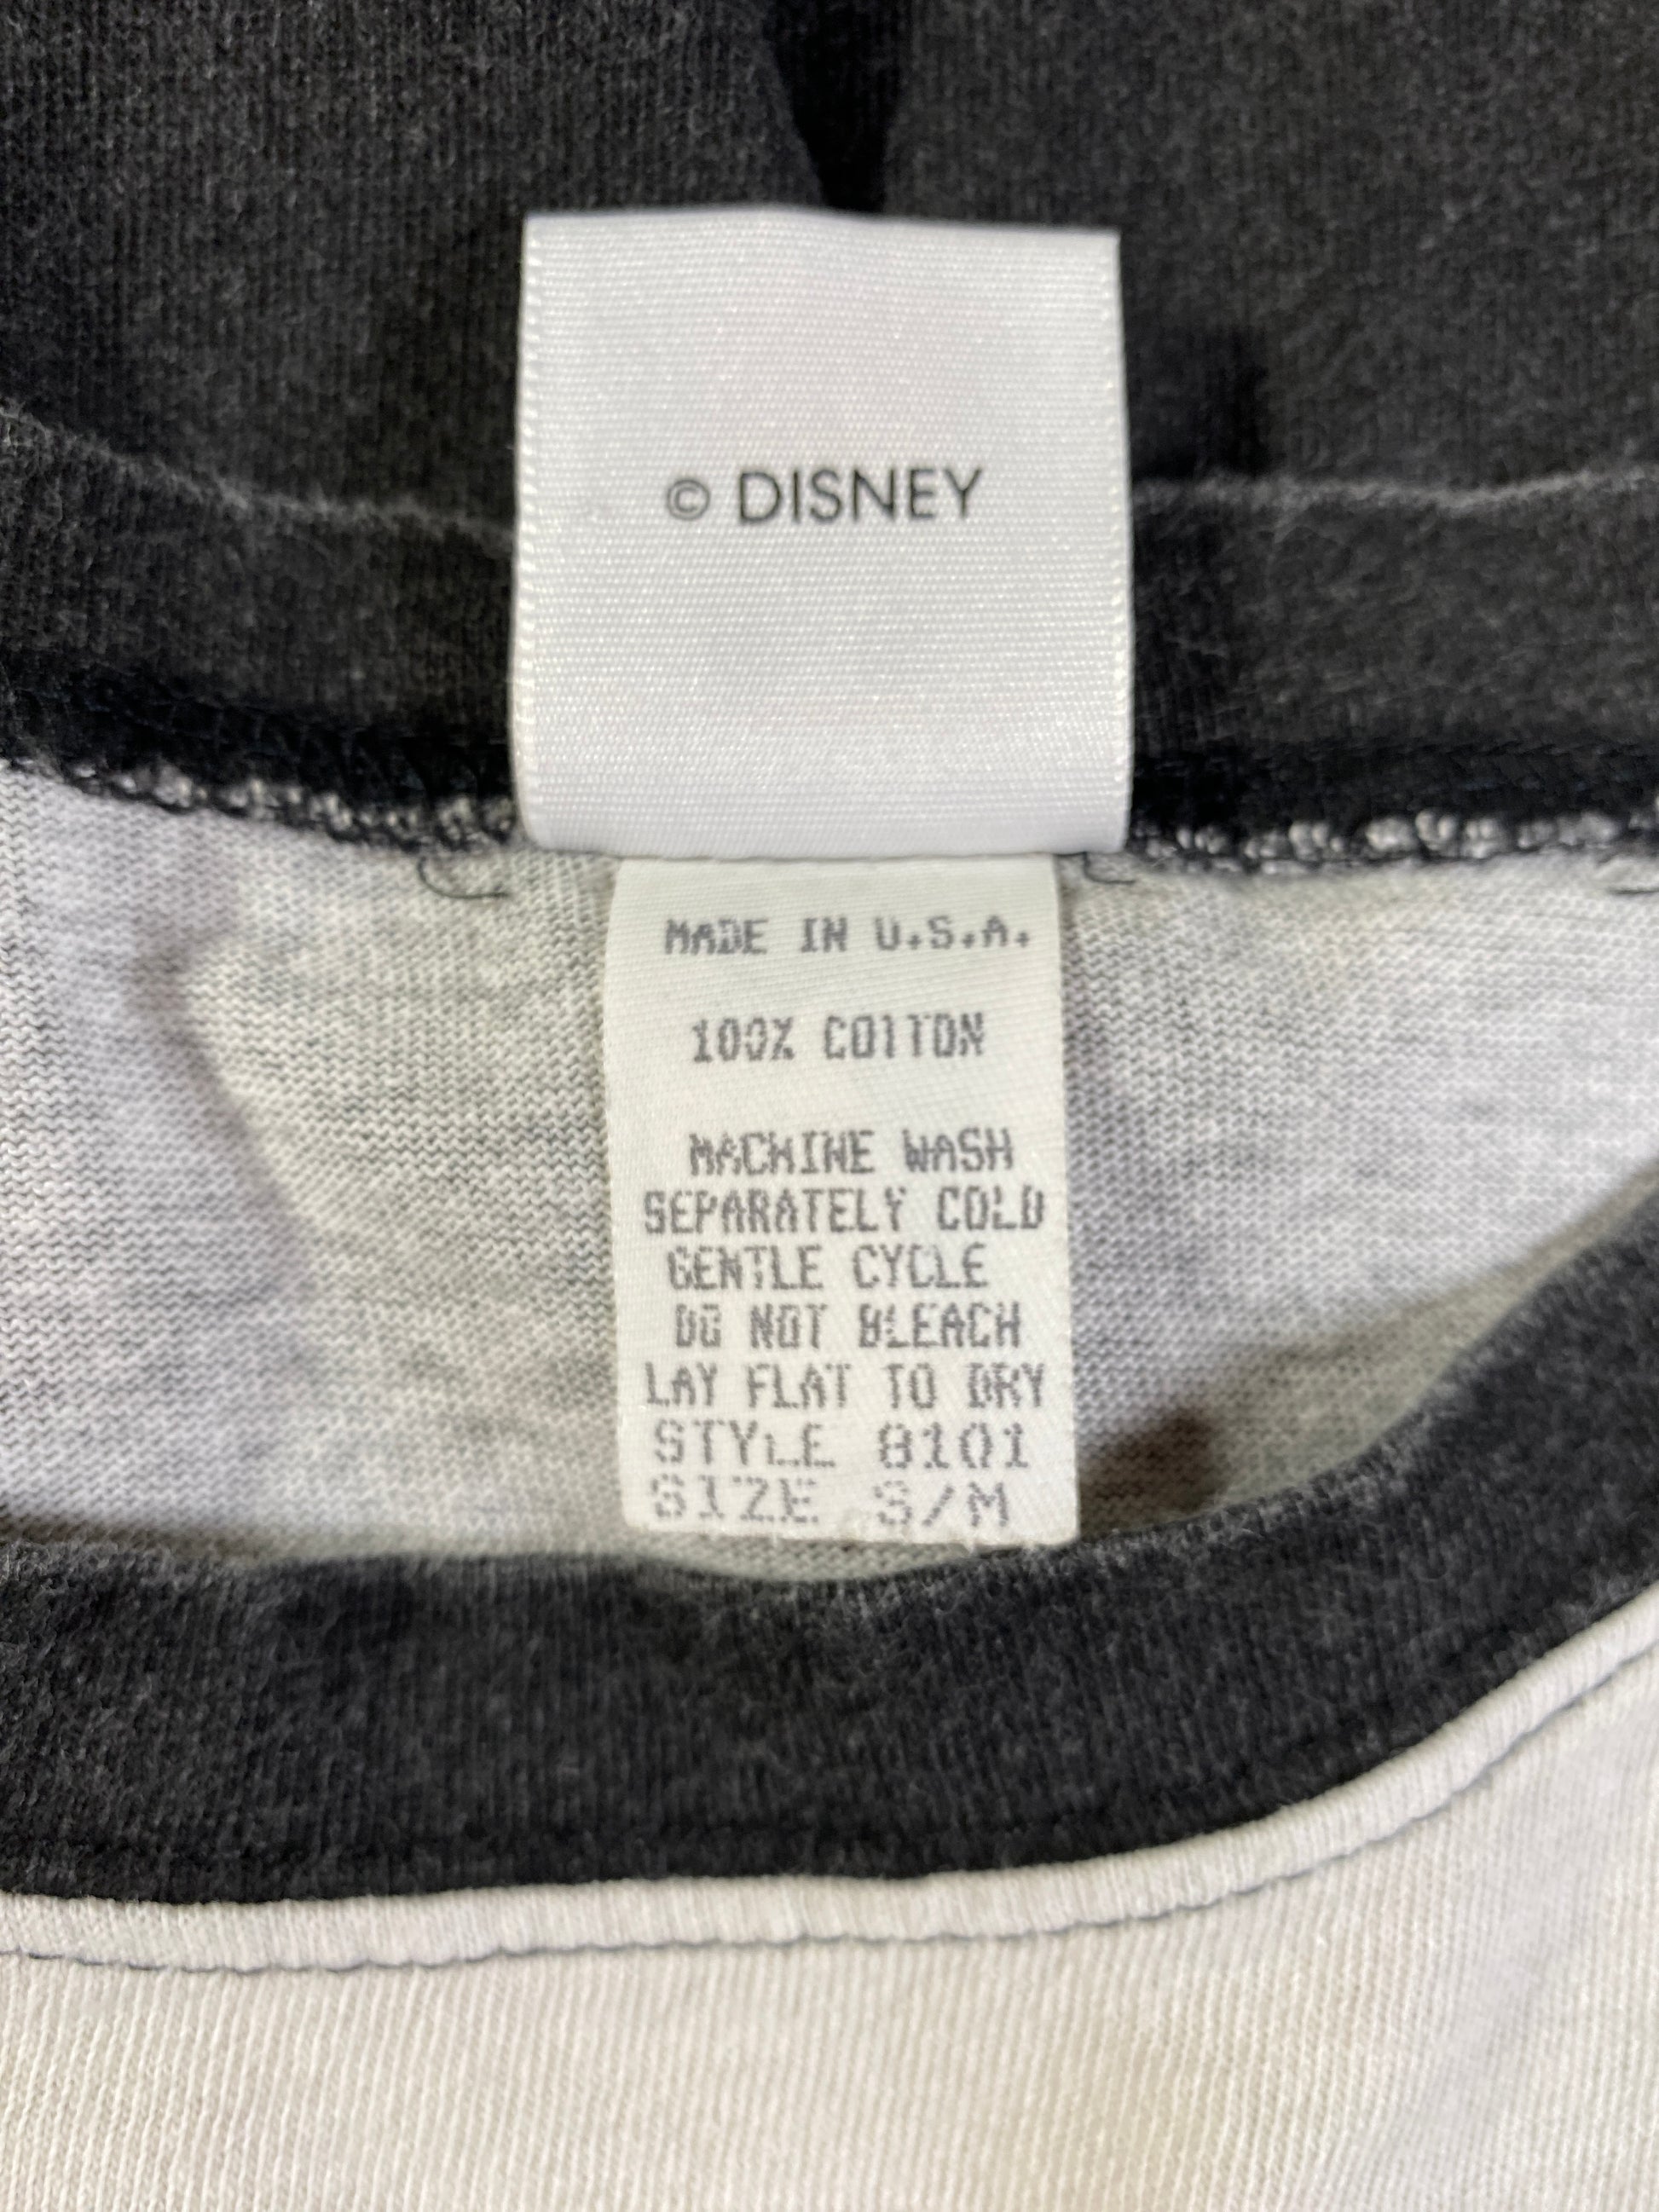 © DISNEY
MADE IN U.S.A.
100% COTTON
MACHINE WASH
SEPARATELY COLD
GENTLE CYCLE
DO NOT BLEACH
LAY FLAT TO DRY
STYLE 8101
SIZE S/M